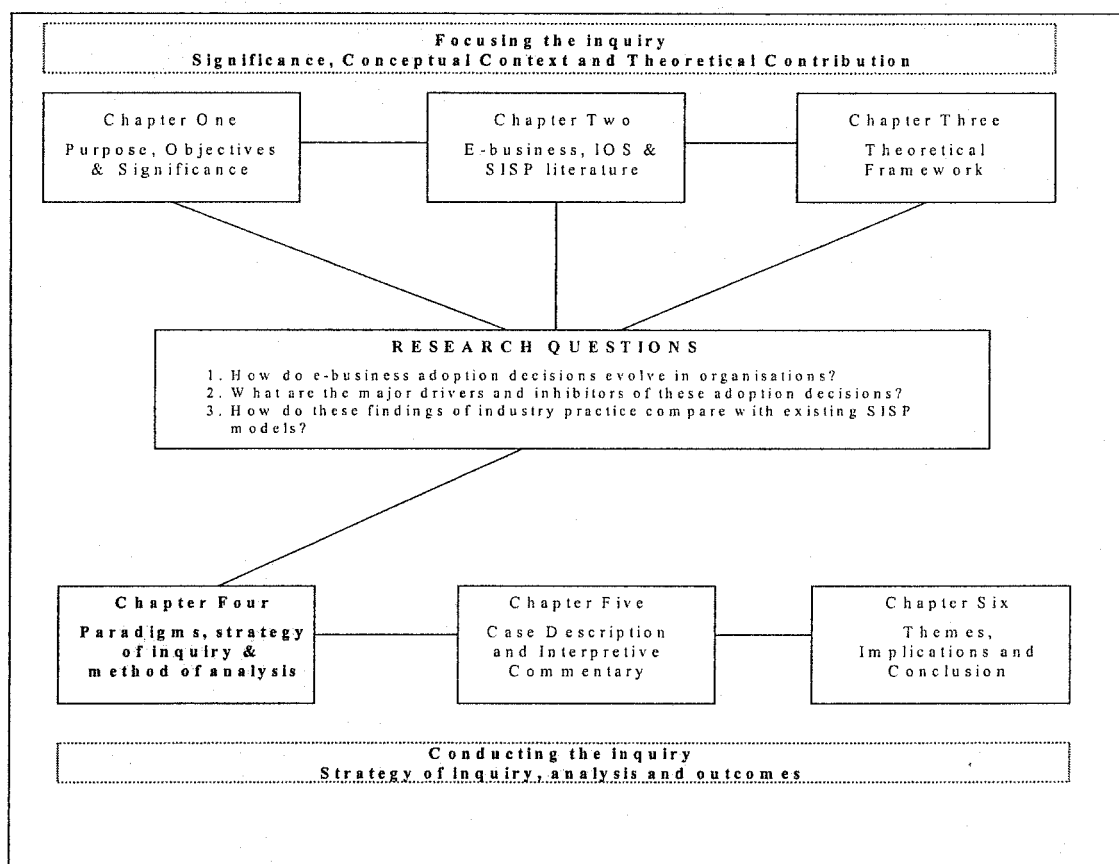 Focusing the inquiry
Significance, Conceptual Context and Theoretical Contribution
Chapter One
Purpose, Objectives
& Significance
Chapter Two
E-business, IOS &
SISP literature
Chapter Three
Theoretical
Framework
RESEARCH QUESTIONS
1. How do e-business adoption decisions evolve in organisations?
2. What are the major drivers and inhibitors of these adoption decisions?
3. How do these findings of industry practice compare with existing SISP
models?
Chapter Four
Paradigms, strategy
of inquiry &
method of analysis
Chapter Five
Case Description
and Interpretive
Commentary
Chapter Six
Themes,
Implications and
Conclusion
Conducting the inquiry
Strategy of inquiry, analysis and outcomes